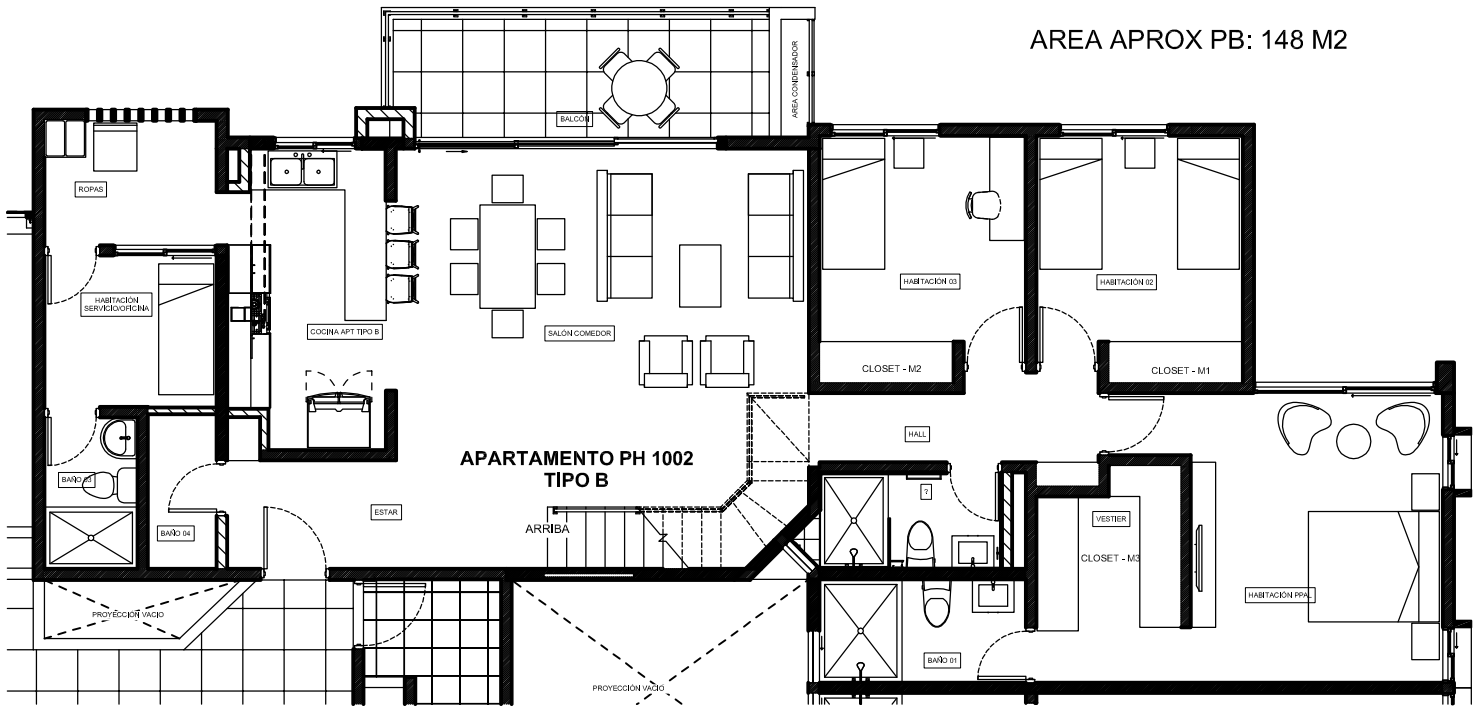 AREA APROX PB: 148 M2
AREA CONDENSADOR
BALCÓN
ROPAS
HABITACIÓN
SERVICIO/OFICINA
COCINA APT TIPO B
SALÓN COMEDOR
HABITACIÓN 03
HABITACIÓN 02
CLOSET - M2
CLOSET - M1
HALL
APARTAMENTO PH 1002
TIPO B
BAÑO 03
?
ESTAR
ARRIBA
BAÑO 04
VESTIER
CLOSET - M3
HABITACIÓN PPAL
PROYECCIÓN VACIO
BAÑO 01
PROYECCIÓN VACIO